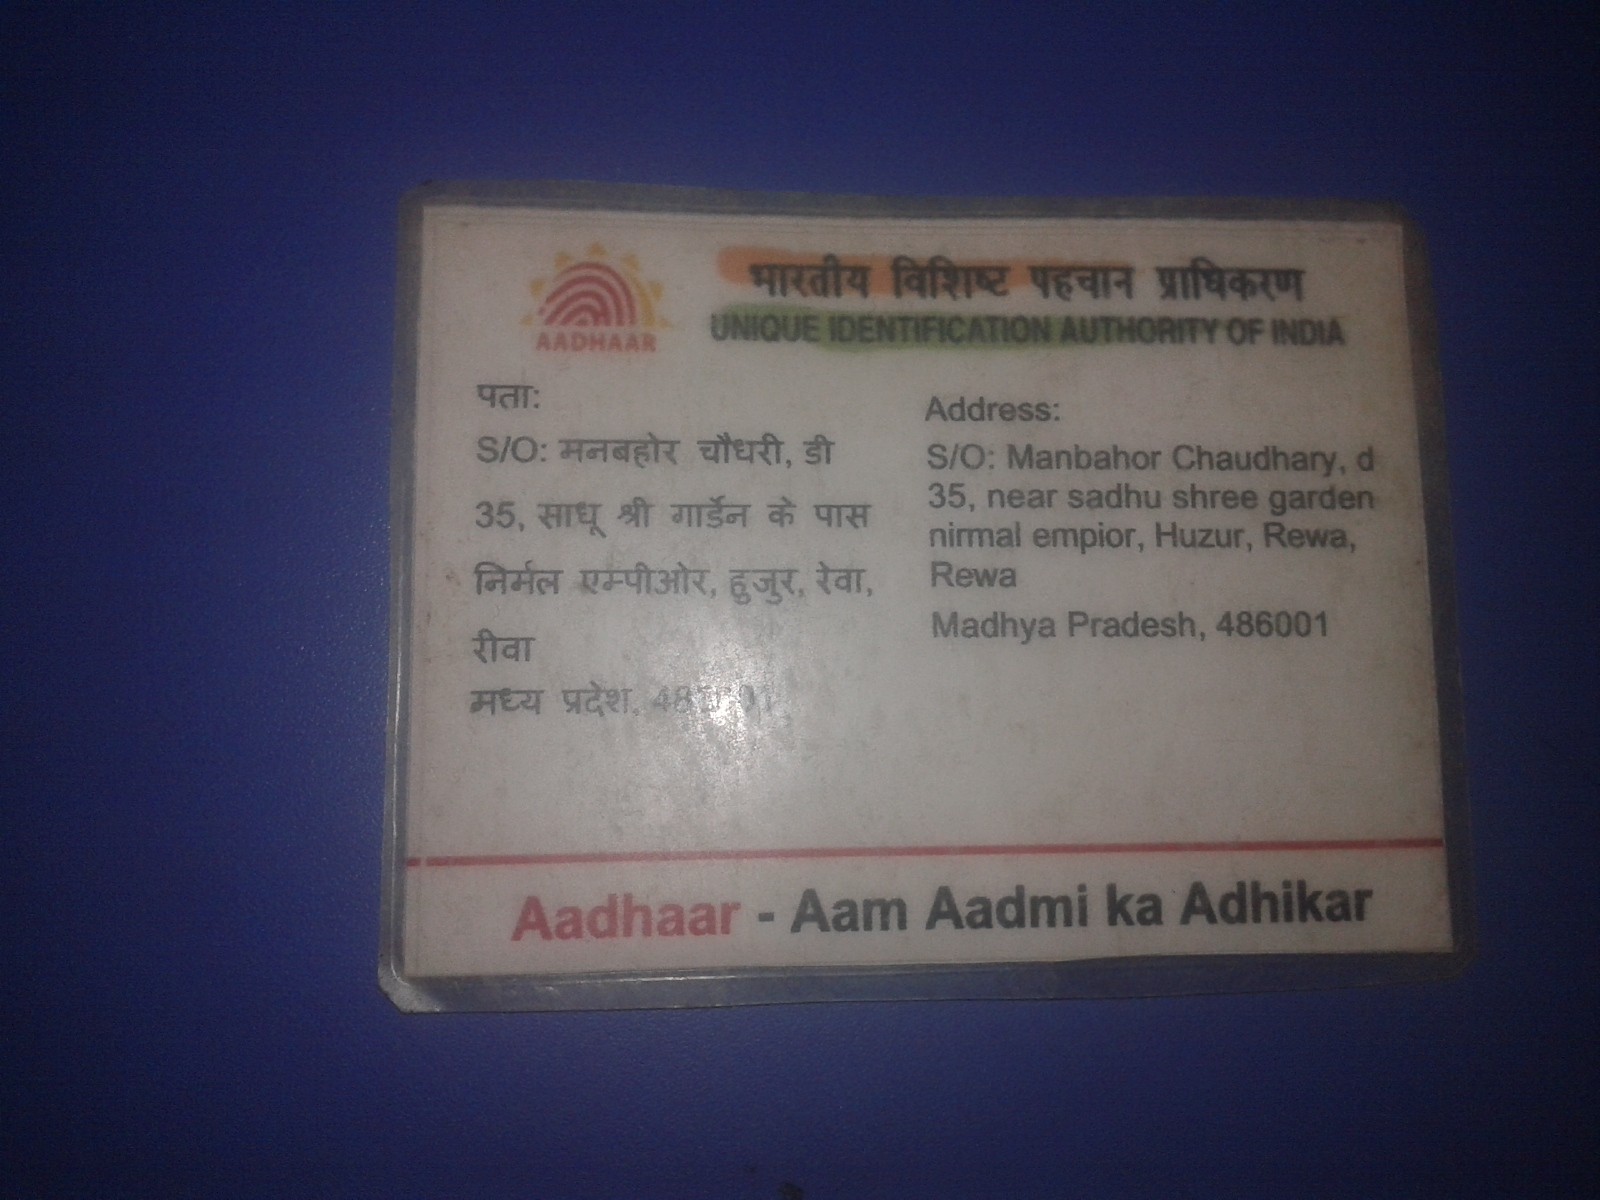 AADHAAR
भारतीय विशिष्ट पहचान प्राधिकरण
UNIQUE IDENTIFICATION AUTHORITY OF INDIA
पता:
S/O: मनबहोर चौधरी, डी
35, साधू श्री गार्डेन के पास
निर्मल एम्पीओर, हुजुर, रेवा,
रीवा
मध्य प्रदेश,
Address:
S/O: Manbahor Chaudhary, d
35, near sadhu shree garden
nirmal empior, Huzur, Rewa,
Rewa
Madhya Pradesh, 486001
Aadhaar - Aam Aadmi ka Adhikar